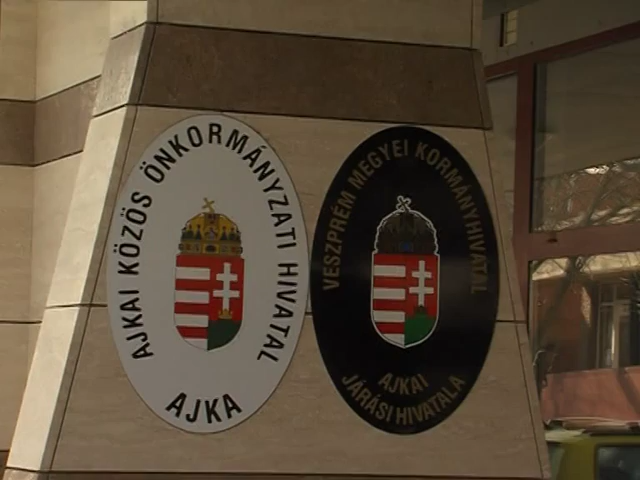 AJKAI KÖZÖS ÖNKORMÁNYZATI HIVATAL
AJKA
VESZPRÉM MEGYEI KORMÁNYHIVATAL
AJKAI
JÁRÁSI HIVATALA